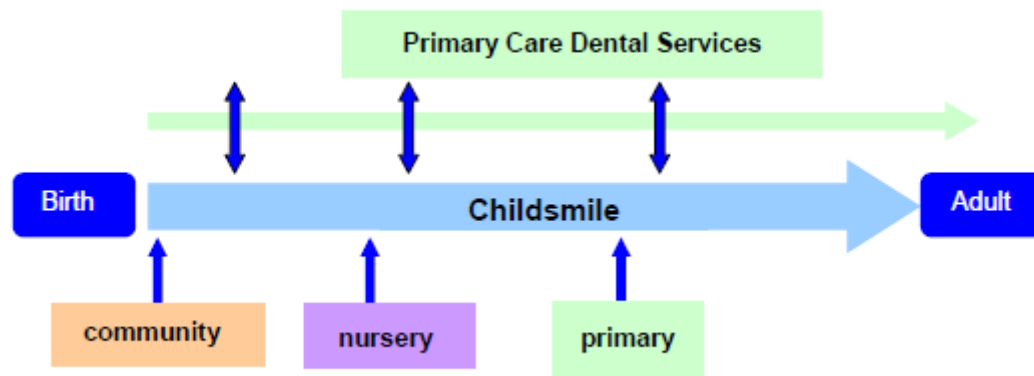 Primary Care Dental Services
Birth
Childsmile
Adult
community
nursery
primary